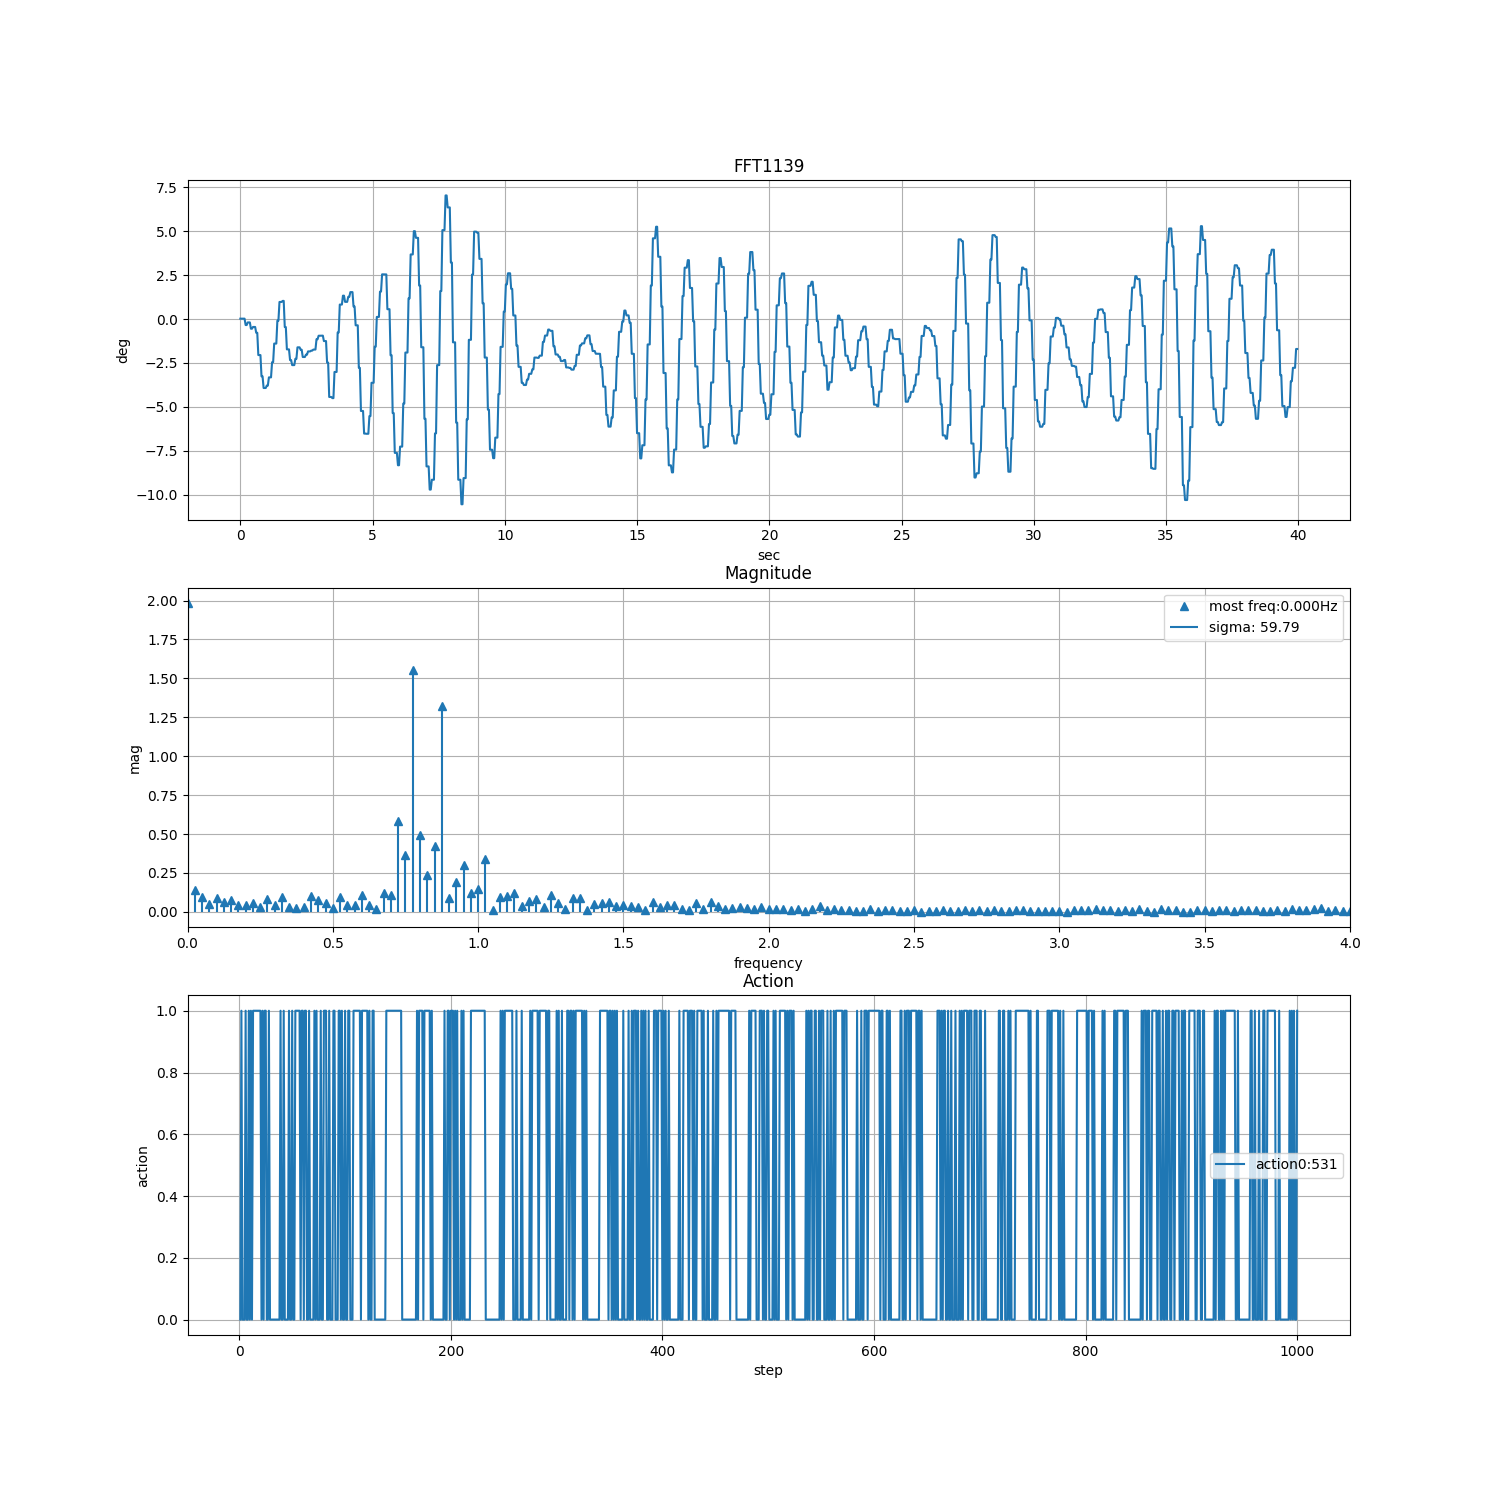 FFT1139
7.5
5.0
2.5
0.0
−2.5
−5.0
−7.5
−10.0
deg
0 5 10 15 20 25 30 35 40
sec
Magnitude
2.00
1.75
1.50
1.25
1.00
0.75
0.50
0.25
0.00
mag
most freq:0.000Hz
sigma: 59.79
0.0 0.5 1.0 1.5 2.0 2.5 3.0 3.5 4.0
frequency
Action
1.0
0.8
0.6
0.4
0.2
0.0
action
action0:531
0 200 400 600 800 1000
step